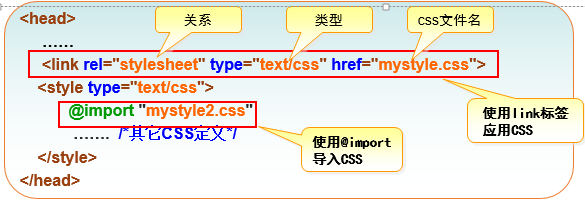 <head>
关系
类型
css文件名
……
<link rel="stylesheet" type="text/css" href="mystyle.css">
<style type="text/css">
@import "mystyle2.css"
使用link标签
应用CSS
……. /*其它CSS定义*/
使用@import
导入CSS
</style>
</head>